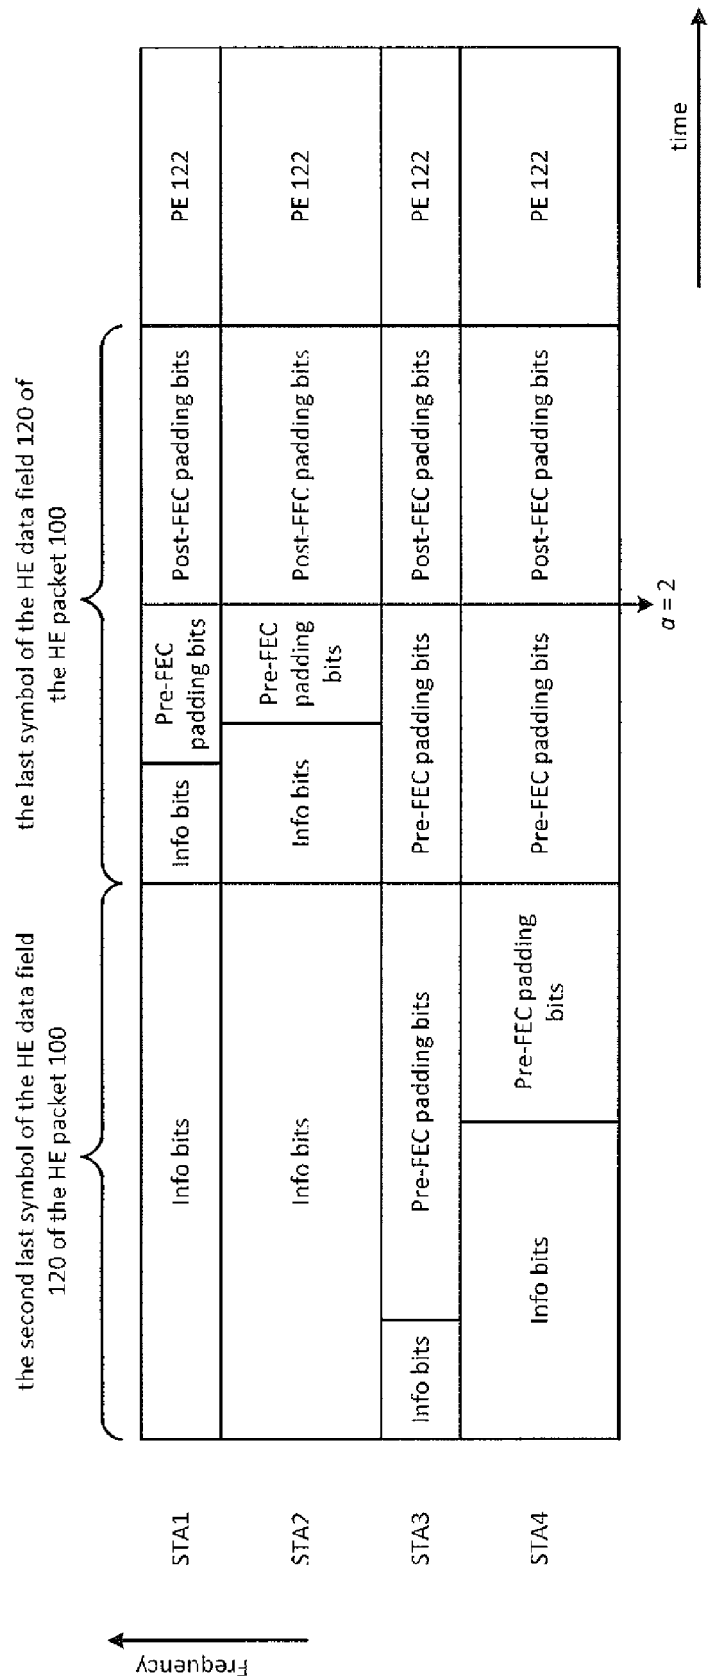 the second last symbol of the HE data field
120 of the HE packet 100
the last symbol of the HE data field 120 of
the HE packet 100
STA1
Info bits
Info bits
Pre-FEC
padding bits
Post-FEC padding bits
PE 122
STA2
Info bits
Info bits
Pre-FEC
padding
bits
Post-FEC padding bits
PE 122
STA3
Info bits
Pre-FEC padding bits
Pre-FEC padding bits
Post-FEC padding bits
PE 122
STA4
Info bits
Pre-FEC padding
bits
Pre-FEC padding bits
Post-FEC padding bits
PE 122
Frequency
a = 2
time